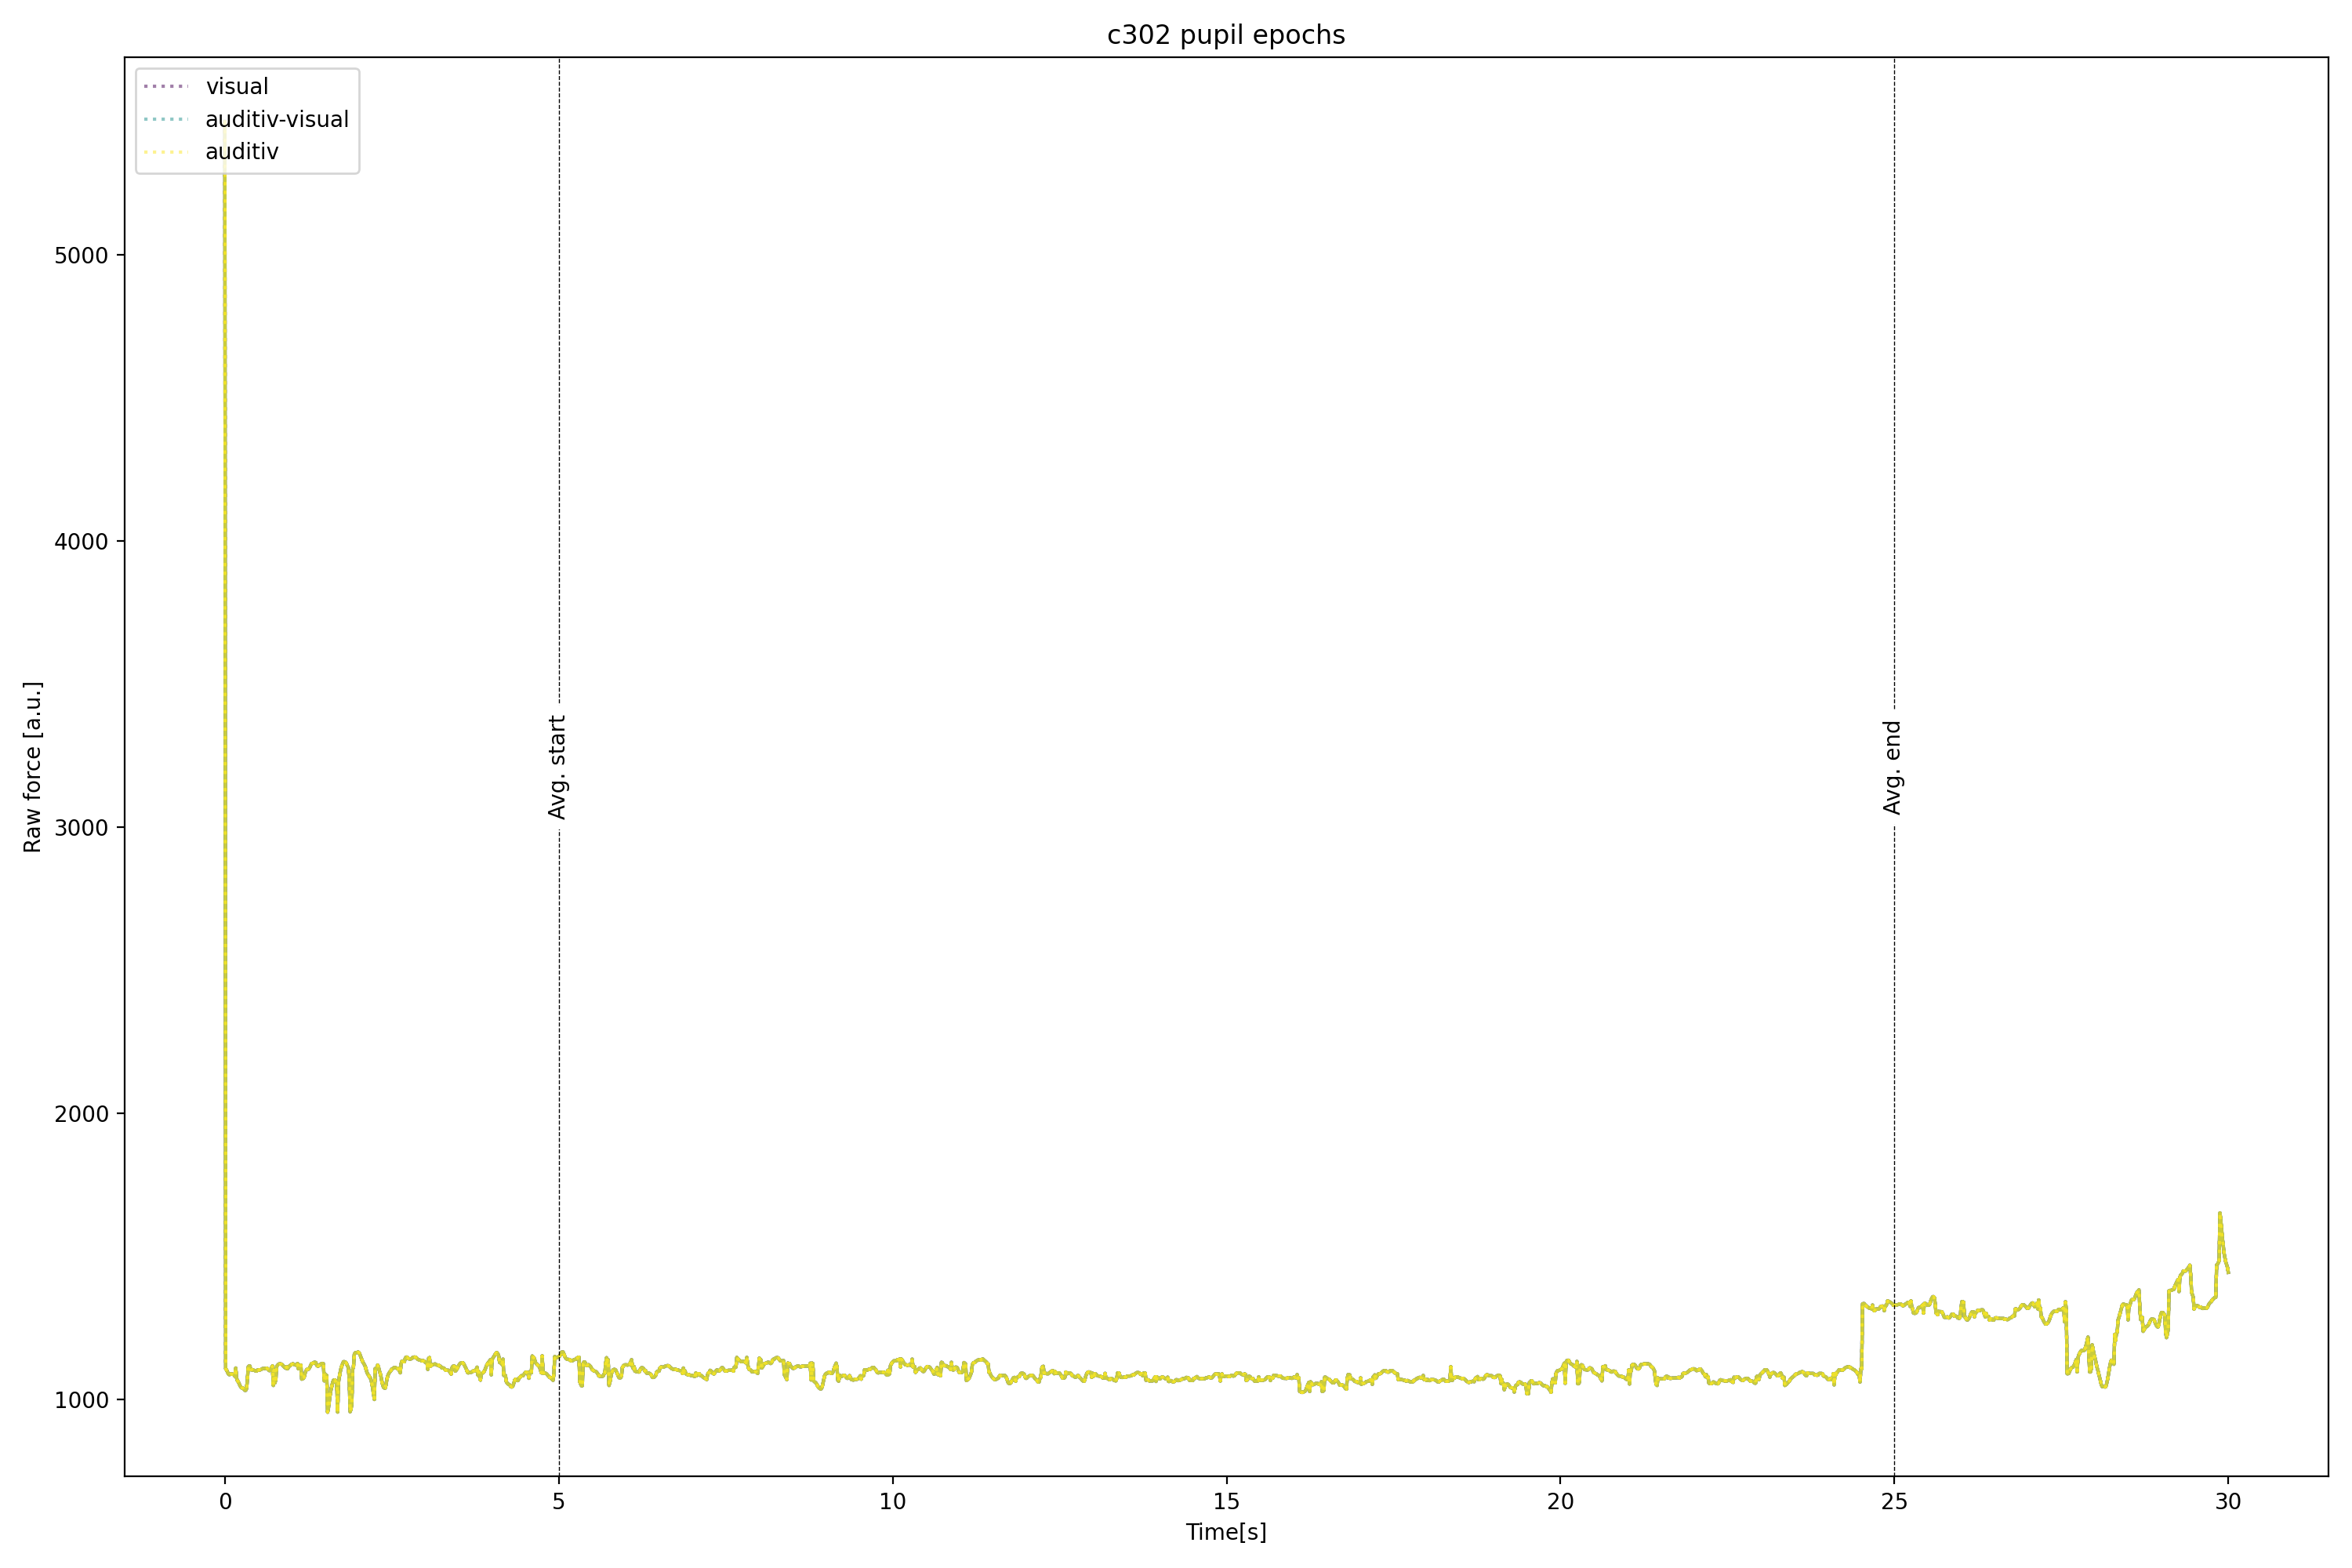 c302 pupil epochs
visual
auditiv-visual
auditiv
5000
4000
3000
2000
1000
Raw force [a.u.]
Avg. start
Avg. end
0
5
10
15
20
25
30
Time[s]